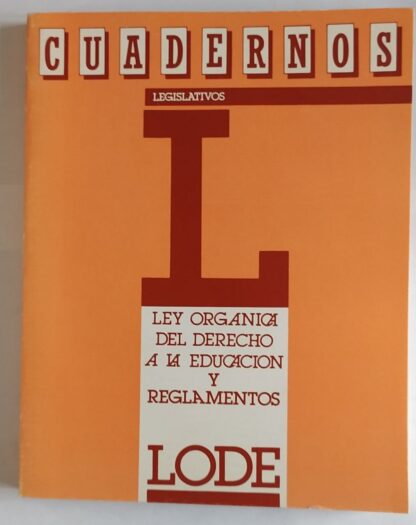 CUADERNOS
LEGISLATIVOS
L
LEY ORGANICA
DEL DERECHO
A LA EDUCACION
Y
REGLAMENTOS
LODE